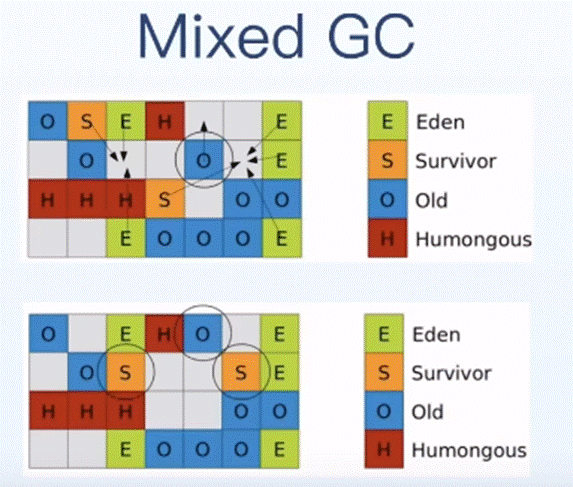 Mixed GC
O S E H E E Eden
O O E S Survivor
H H H S O O O Old
E O O O E H Humongous
O E H O E E Eden
O S S E S Survivor
H H H O O O Old
E O O O E H Humongous